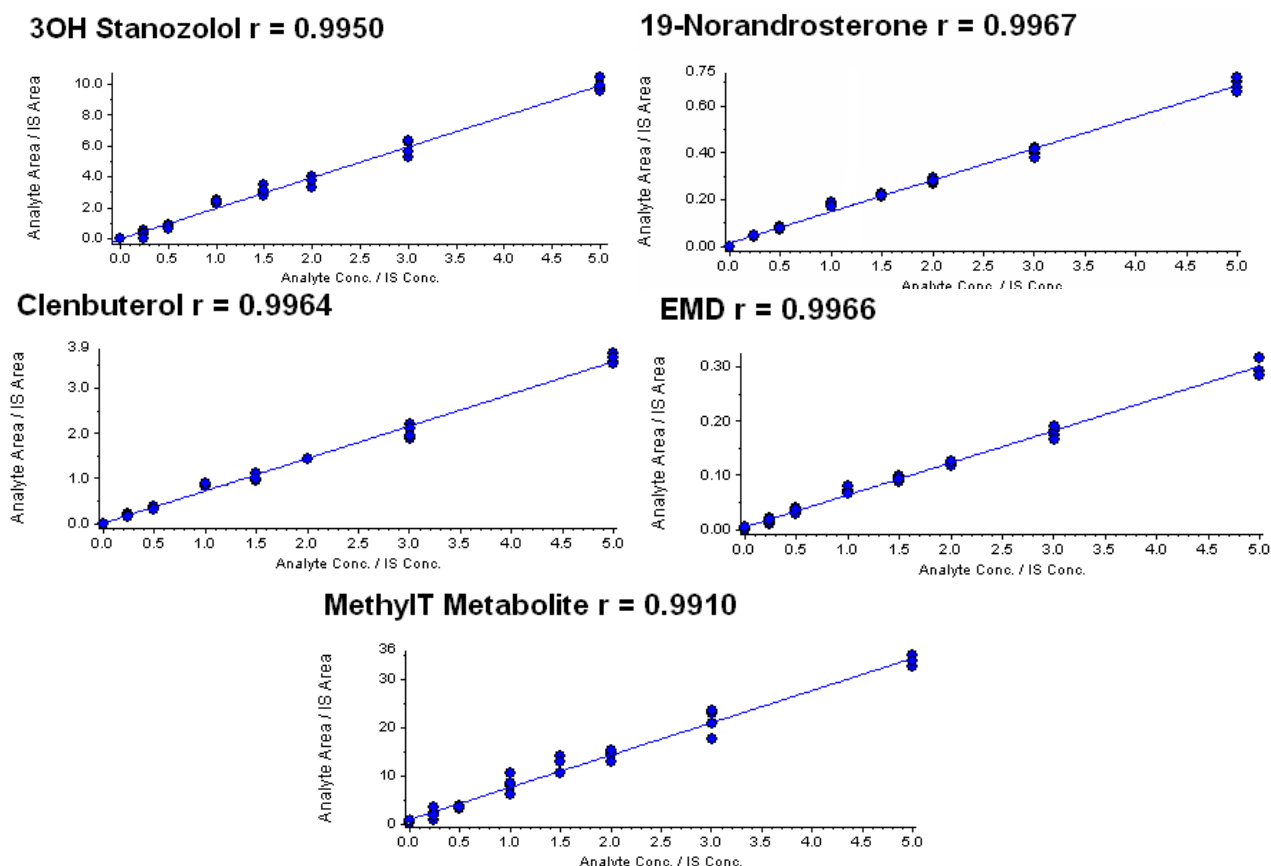 3OH Stanozolol r = 0.9950
Analyte Area / IS Area
10.0
8.0
6.0
4.0
2.0
0.0
0.0 0.5 1.0 1.5 2.0 2.5 3.0 3.5 4.0 4.5 5.0
Analyte Conc. / IS Conc.
19-Norandrosterone r = 0.9967
Analyte Area / IS Area
0.75
0.60
0.40
0.20
0.00
0.0 0.5 1.0 1.5 2.0 2.5 3.0 3.5 4.0 4.5 5.0
Analyte Conc. / IS Conc.
Clenbuterol r = 0.9964
Analyte Area / IS Area
3.9
3.0
2.0
1.0
0.0
0.0 0.5 1.0 1.5 2.0 2.5 3.0 3.5 4.0 4.5 5.0
Analyte Conc. / IS Conc.
EMD r = 0.9966
Analyte Area / IS Area
0.30
0.20
0.10
0.00
0.0 0.5 1.0 1.5 2.0 2.5 3.0 3.5 4.0 4.5 5.0
Analyte Conc. / IS Conc.
MethylT Metabolite r = 0.9910
Analyte Area / IS Area
36
30
20
10
0
0.0 0.5 1.0 1.5 2.0 2.5 3.0 3.5 4.0 4.5 5.0
Analyte Conc. / IS Conc.